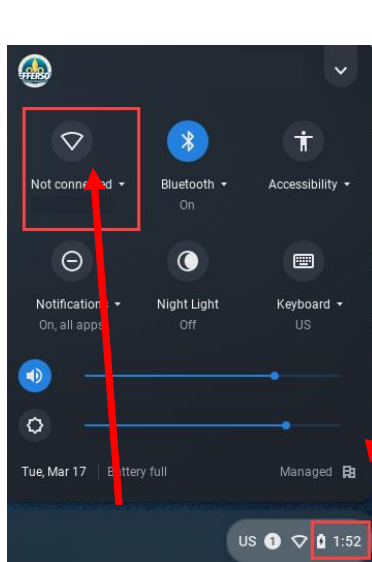 EFFERSO
Not connected
Bluetooth
Accessibility
On
Notifications
Night Light
Keyboard
On, all apps
Off
US
Tue, Mar 17 Battery full Managed
US 1 1:52